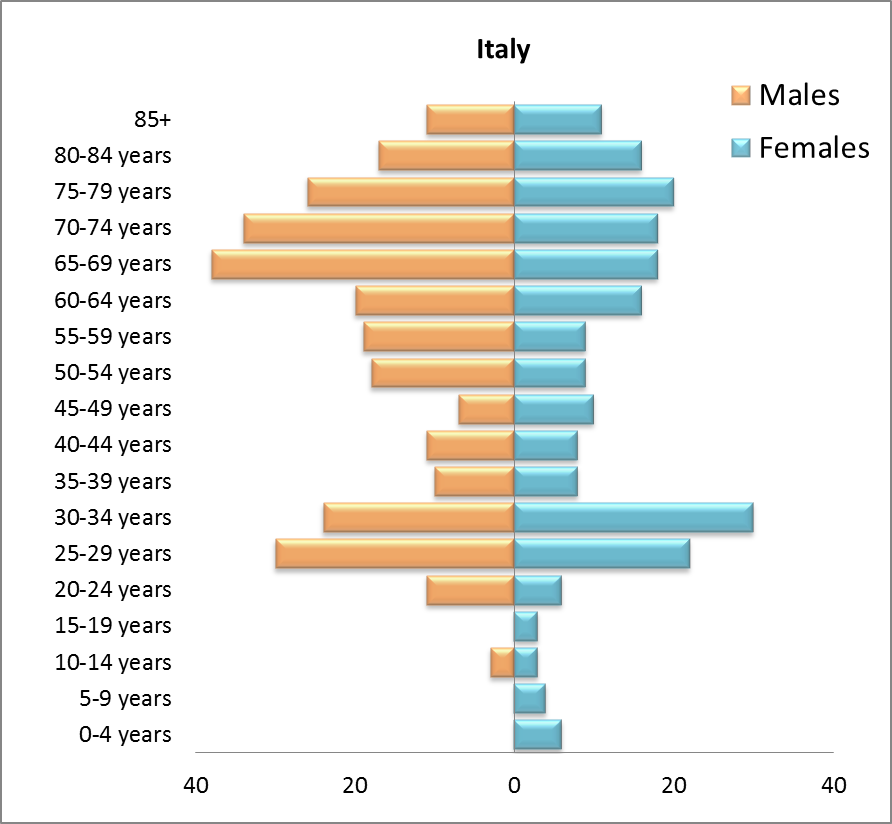 Italy
Males
Females
85+
80-84 years
75-79 years
70-74 years
65-69 years
60-64 years
55-59 years
50-54 years
45-49 years
40-44 years
35-39 years
30-34 years
25-29 years
20-24 years
15-19 years
10-14 years
5-9 years
0-4 years
40 20 0 20 40